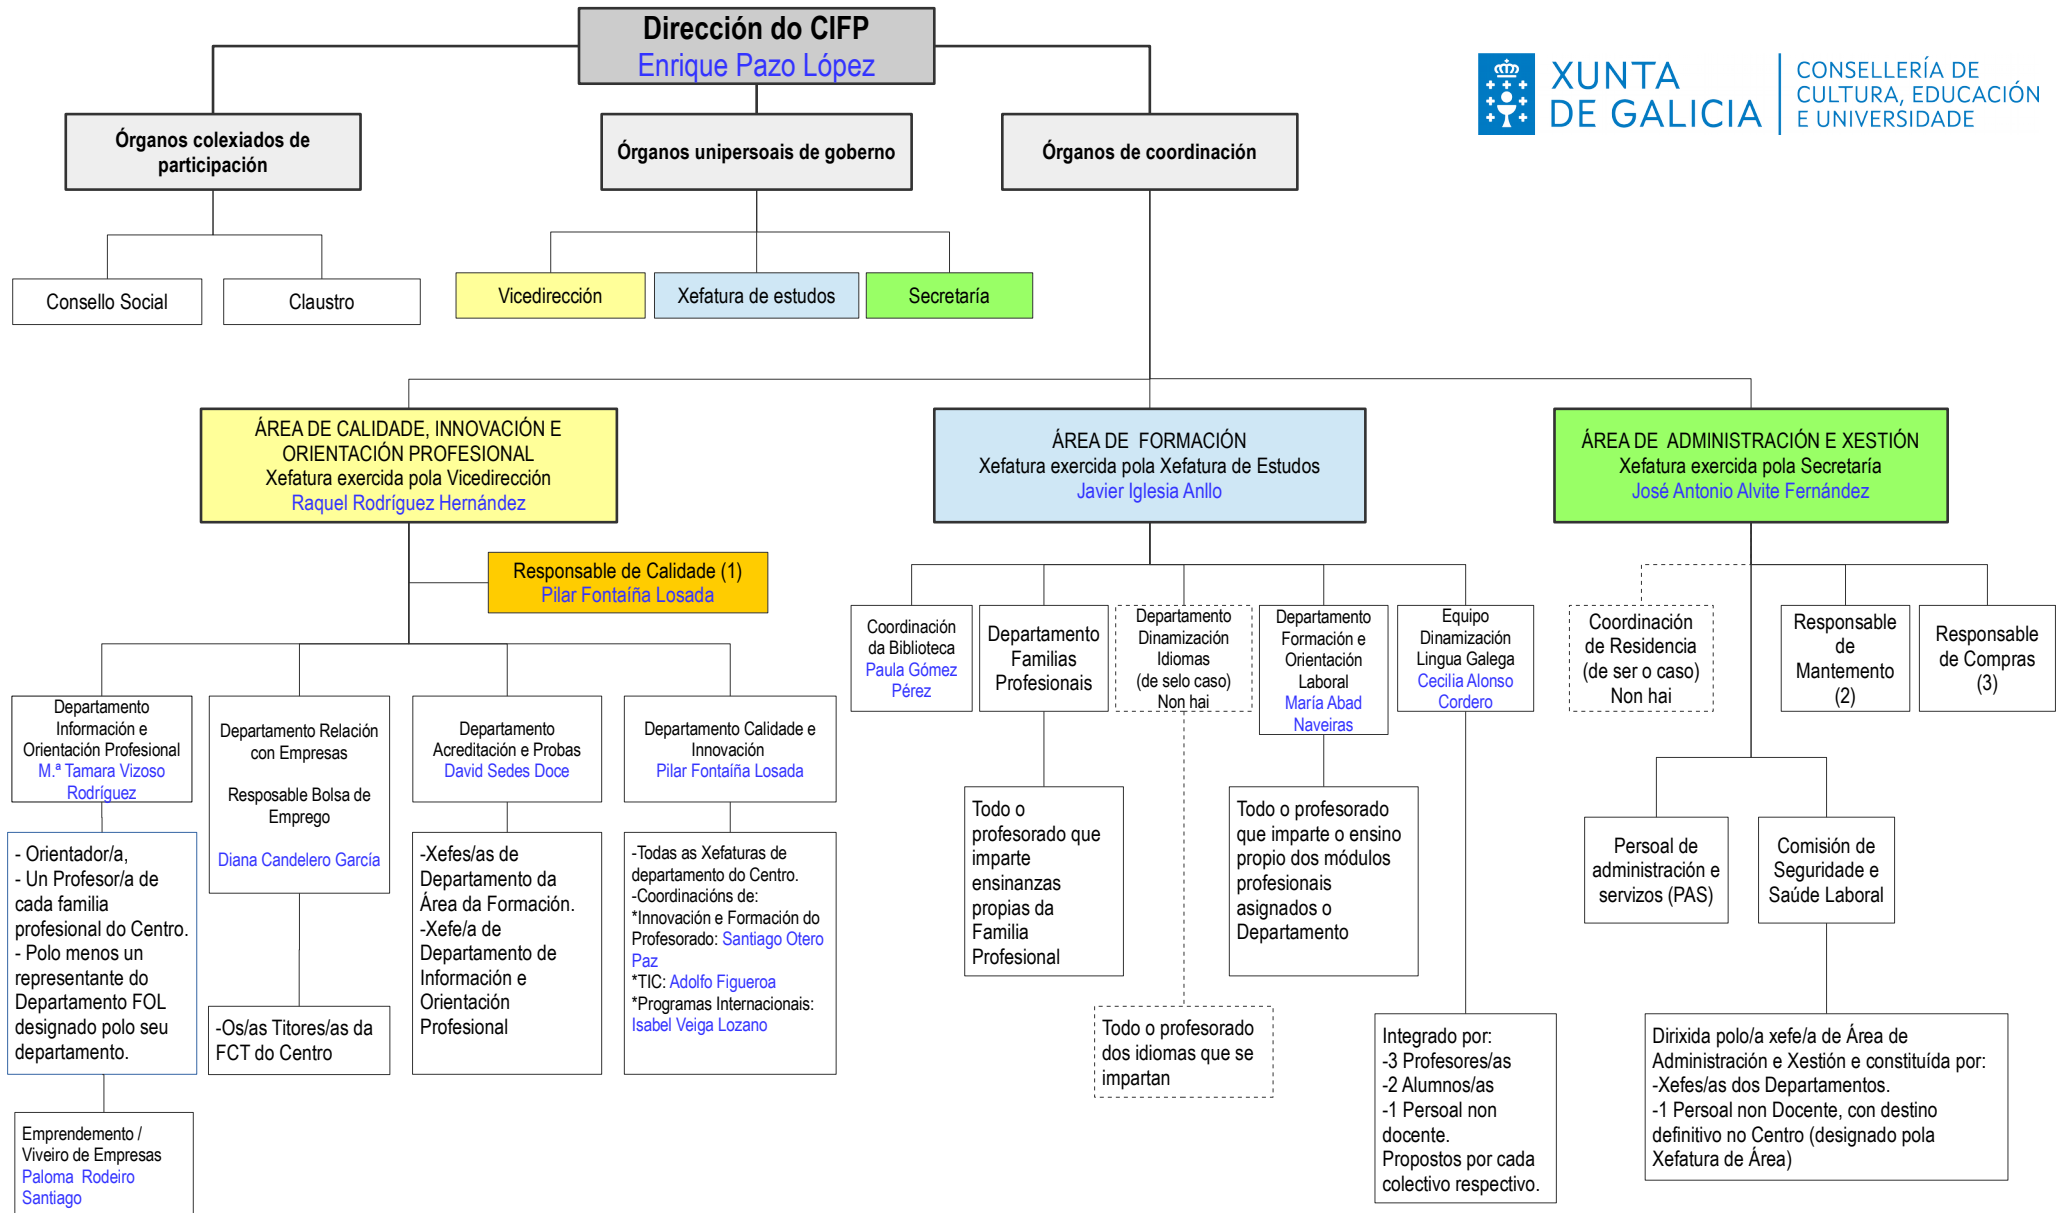 Dirección do CIFP
Enrique Pazo López
XUNTA
DE GALICIA
CONSELLERÍA DE
CULTURA, EDUCACIÓN
E UNIVERSIDADE
Órganos colexiados de
participación
Órganos unipersoais de goberno
Órganos de coordinación
Consello Social
Claustro
Vicedirección
Xefatura de estudos
Secretaría
ÁREA DE CALIDADE, INNOVACIÓN E
ORIENTACIÓN PROFESIONAL
Xefatura exercida pola Vicedirección
Raquel Rodríguez Hernández
ÁREA DE FORMACIÓN
Xefatura exercida pola Xefatura de Estudos
Javier Iglesia Anllo
ÁREA DE ADMINISTRACIÓN E XESTIÓN
Xefatura exercida pola Secretaría
José Antonio Alvite Fernández
Responsable de Calidade (1)
Pilar Fontaíña Losada
Departamento
Información e
Orientación Profesional
M.ª Tamara Vizoso
Rodríguez
Departamento Relación
con Empresas
Resposable Bolsa de
Emprego
Diana Candelero García
Departamento
Acreditación e Probas
David Sedes Doce
Departamento Calidade e
Innovación
Pilar Fontaíña Losada
Coordinación
da Biblioteca
Paula Gómez
Pérez
Departamento
Familias
Profesionais
Departamento
Dinamización
Idiomas
(de selo caso)
Non hai
Departamento
Formación e
Orientación
Laboral
María Abad
Naveiras
Equipo
Dinamización
Lingua Galega
Cecilia Alonso
Cordero
Coordinación
de Residencia
(de ser o caso)
Non hai
Responsable
de
Mantemento
(2)
Responsable
de Compras
(3)
- Orientador/a,
- Un Profesor/a de
cada familia
profesional do Centro.
- Polo menos un
representante do
Departamento FOL
designado polo seu
departamento.
-Os/as Titores/as da
FCT do Centro
-Xefes/as de
Departamento da
Área da Formación.
-Xefe/a de
Departamento de
Información e
Orientación
Profesional
-Todas as Xefaturas de
departamento do Centro.
-Coordinacións de:
*Innovación e Formación do
Profesorado: Santiago Otero
Paz
*TIC: Adolfo Figueroa
*Programas Internacionais:
Isabel Veiga Lozano
Todo o
profesorado que
imparte
ensinanzas
propias da
Familia
Profesional
Todo o profesorado
dos idiomas que se
impartan
Todo o profesorado
que imparte o ensino
propio dos módulos
profesionais
asignados o
Departamento
Integrado por:
-3 Profesores/as
-2 Alumnos/as
-1 Persoal non
docente.
Propostos por cada
colectivo respectivo.
Persoal de
administración e
servizos (PAS)
Comisión de
Seguridade e
Saúde Laboral
Dirixida polo/a xefe/a de Área de
Administración e Xestión e constituída por:
-Xefes/as dos Departamentos.
-1 Persoal non Docente, con destino
definitivo no Centro (designado pola
Xefatura de Área)
Emprendemento /
Viveiro de Empresas
Paloma Rodeiro
Santiago